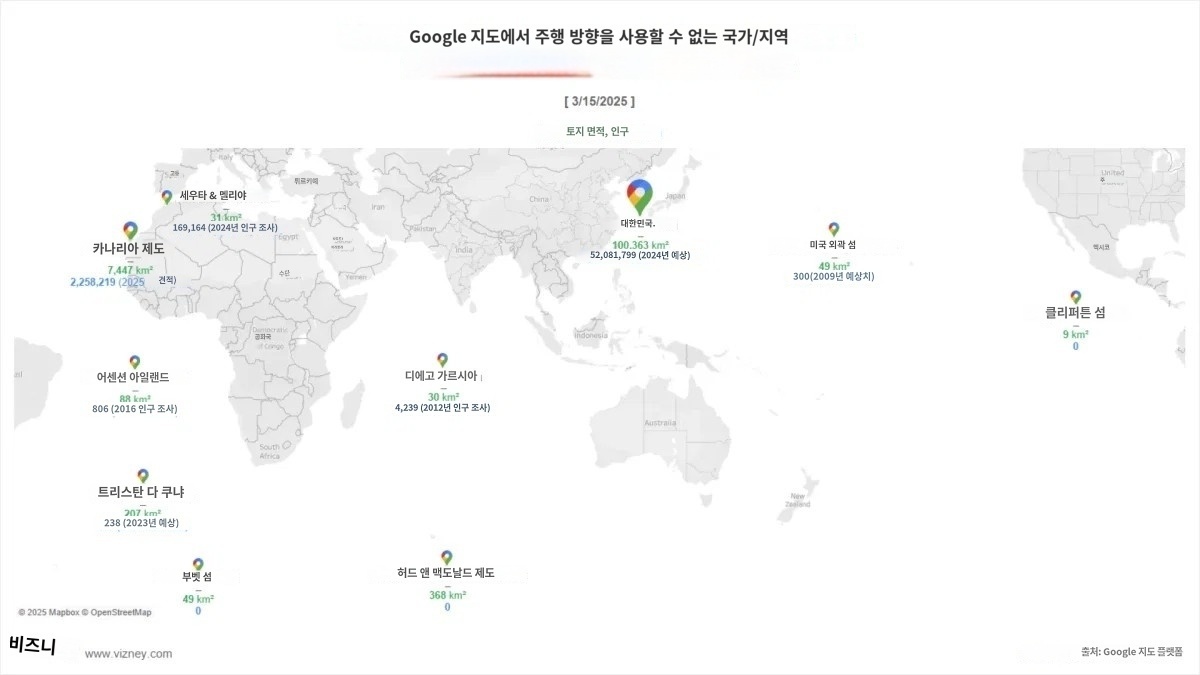 Google 지도에서 주행 방향을 사용할 수 없는 국가/지역
[ 3/15/2025 ]
토지 면적, 인구
Italy
튀르키예
Iran
China
Japan
United
세우타 & 멜리야
31 km²
169,164 (2024년 인구 조사)
Egypt
Pakistan
India
대한민국.
100.363 km²
52,081,799 (2024년 예상)
미국 외곽 섬
49 km²
300(2009년 예상치)
멕시코
카나리아 제도
7,447 km²
2,258,219 (2025 견적)
수단
Yemen
클리퍼튼 섬
9 km²
0
Democratic
공화국
of Congo
Indonesia
어센션 아일랜드
88 km²
806 (2016 인구 조사)
디에고 가르시아
30 km²
4,239 (2012년 인구 조사)
Australia
South
Africa
트리스탄 다 쿠냐
207 km²
238 (2023년 예상)
New
Zealand
부벳 섬
49 km²
0
허드 앤 맥도날드 제도
368 km²
0
© 2025 Mapbox © OpenStreetMap
비즈니
www.vizney.com
출처: Google 지도 플랫폼